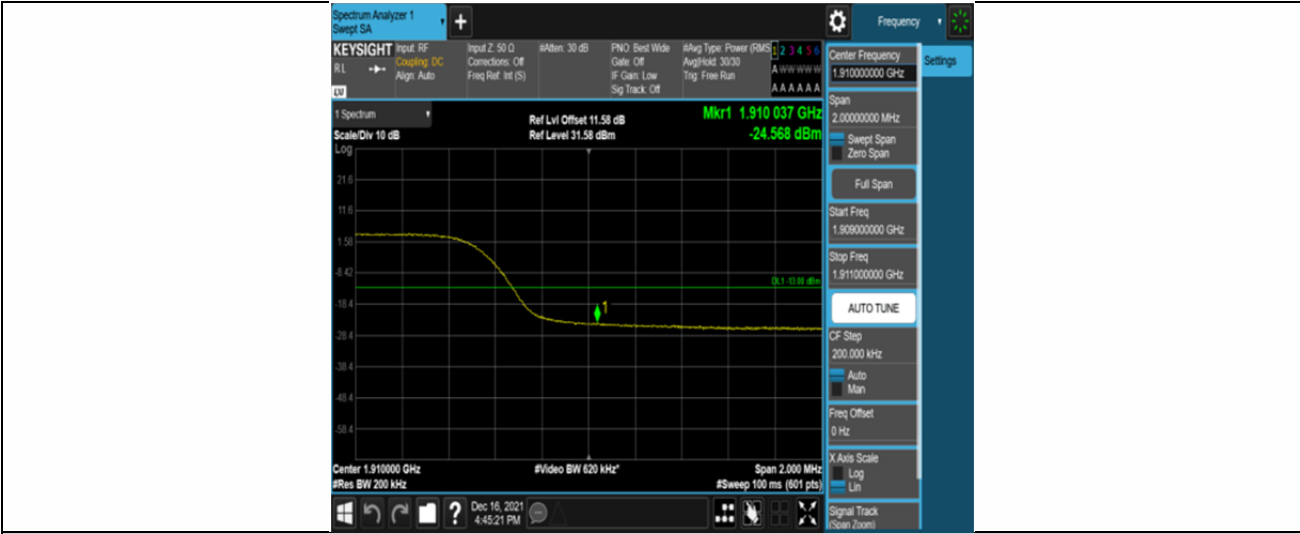 Spectrum Analyzer 1
Swept SA
+
Frequency
KEYSIGHT
RL
LXI
Input: RF
Coupling: DC
Align: Auto
Input Z: 50 Ω
Corrections: Off
Freq Ref: Int (S)
#Atten: 30 dB
PNO: Best Wide
Gate: Off
IF Gain: Low
Sig Track: Off
#Avg Type: Power (RMS
Avg|Hold: 30/30
Trig: Free Run
1 2 3 4 5 6
A W W W W W
A A A A A A
1 Spectrum
Scale/Div 10 dB
Log
Ref Lvl Offset 11.58 dB
Ref Level 31.58 dBm
Mkr1 1.910 037 GHz
-24.568 dBm
21.6
11.6
1.58
-8.42
-18.4
-28.4
-38.4
-48.4
-58.4
DL1 -13.00 dBm
1
Center 1.910000 GHz
#Res BW 200 kHz
#Video BW 620 kHz*
Span 2.000 MHz
#Sweep 100 ms (601 pts)
?
Dec 16, 2021
4:45:21 PM
Center Frequency
1.910000000 GHz
Settings
Span
2.00000000 MHz
Swept Span
Zero Span
Full Span
Start Freq
1.909000000 GHz
Stop Freq
1.911000000 GHz
AUTO TUNE
CF Step
200.000 kHz
Auto
Man
Freq Offset
0 Hz
X Axis Scale
Log
Lin
Signal Track
(Span Zoom)